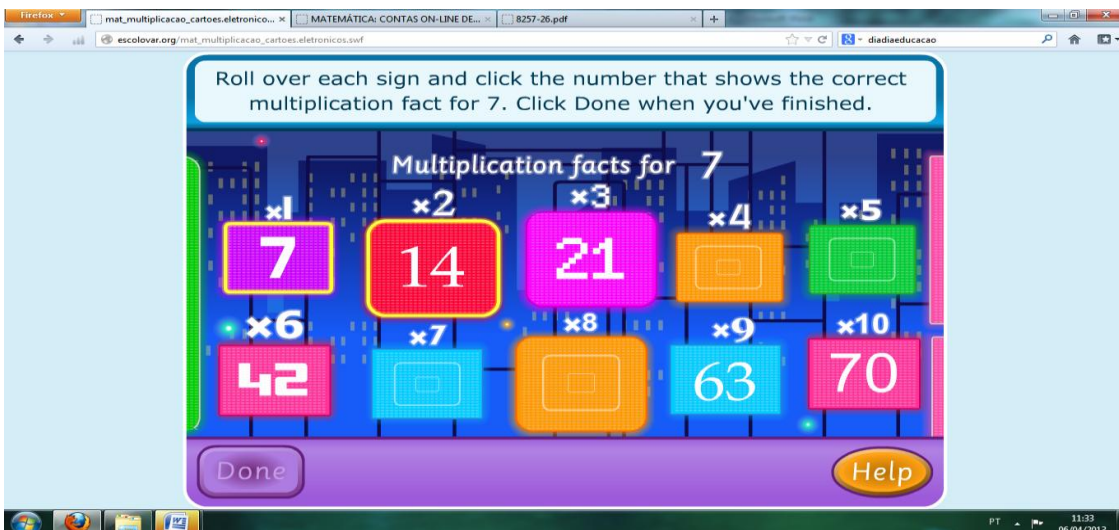 Firefox
mat_multiplicacao_cartoes.eletronico... ×
MATEMÁTICA: CONTAS ON-LINE DE... ×
8257-26.pdf ×
+
escolovar.org/mat_multiplicacao_cartoes.eletronicos.swf
diadiaeducacao
Roll over each sign and click the number that shows the correct
multiplication fact for 7. Click Done when you've finished.
Multiplication facts for 7
×1 ×2 ×3 ×4 ×5
7 14 21
×6 ×7 ×8 ×9 ×10
42 63 70
Done Help
PT 11:33
06/04/2013